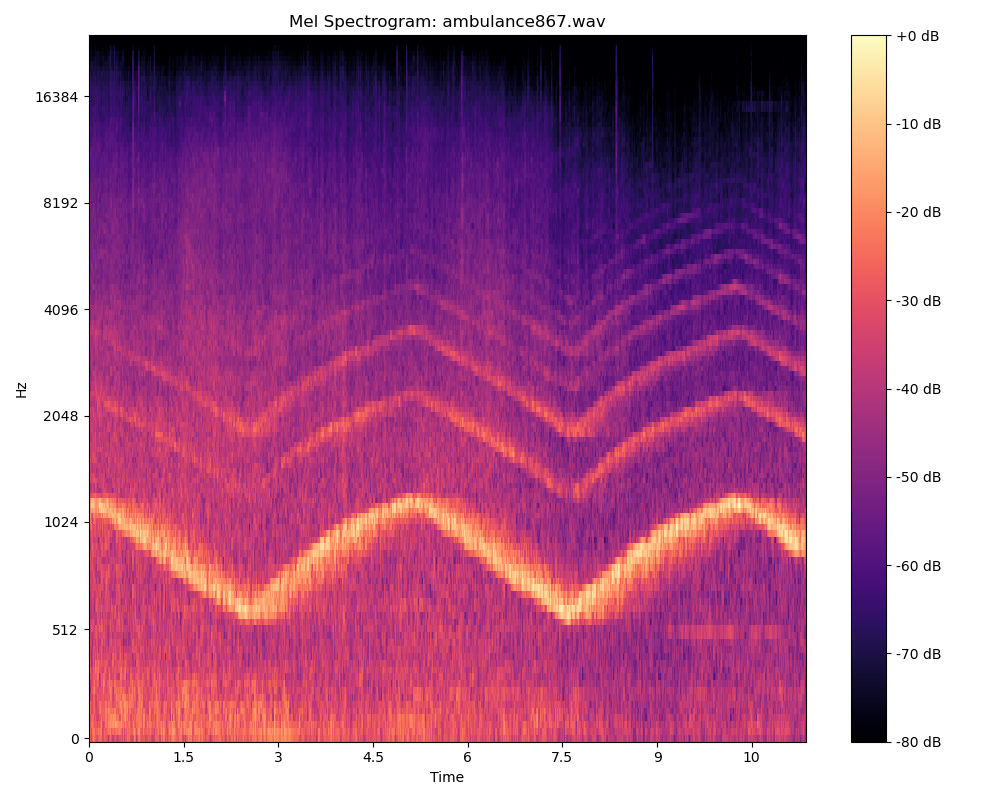 Mel Spectrogram: ambulance867.wav
+0 dB
16384
-10 dB
-20 dB
8192
-30 dB
4096
Hz
-40 dB
2048
-50 dB
1024
-60 dB
512
-70 dB
0
-80 dB
0 1.5 3 4.5 6 7.5 9 10
Time